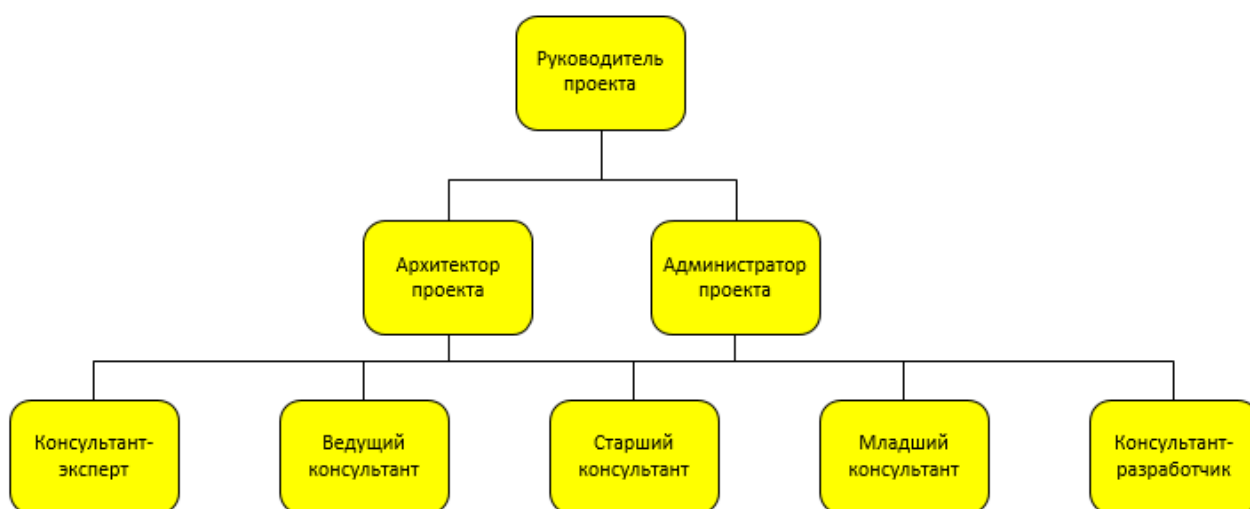 Руководитель
проекта
Архитектор
проекта
Администратор
проекта
Консультант-
эксперт
Ведущий
консультант
Старший
консультант
Младший
консультант
Консультант-
разработчик